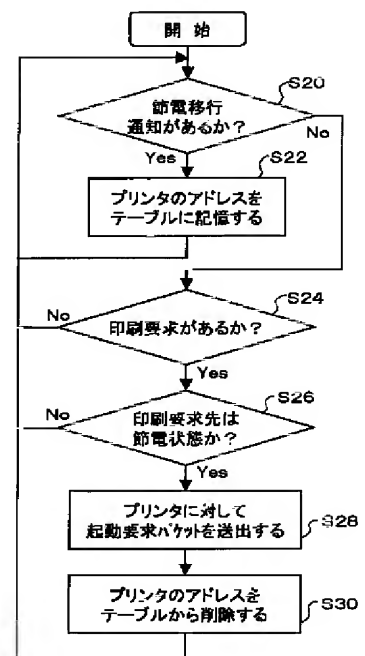 開 始
S20
節電移行
通知があるか?
No
Yes
S22
プリンタのアドレスを
テーブルに記憶する
S24
No
印刷要求があるか?
Yes
S26
No
印刷要求先は
節電状態か?
Yes
プリンタに対して
起動要求パケットを送出する
S28
プリンタのアドレスを
テーブルから削除する
S30